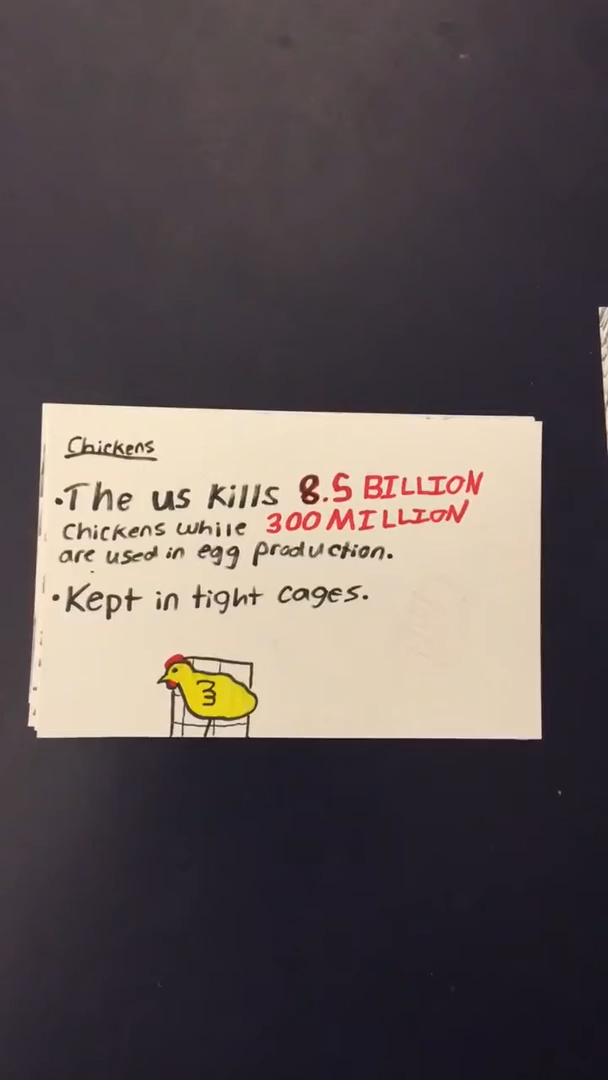 Chickens
•The us Kills 8.5 BILLION
Chickens while 300 MILLION
are used in egg production.
•Kept in tight cages.